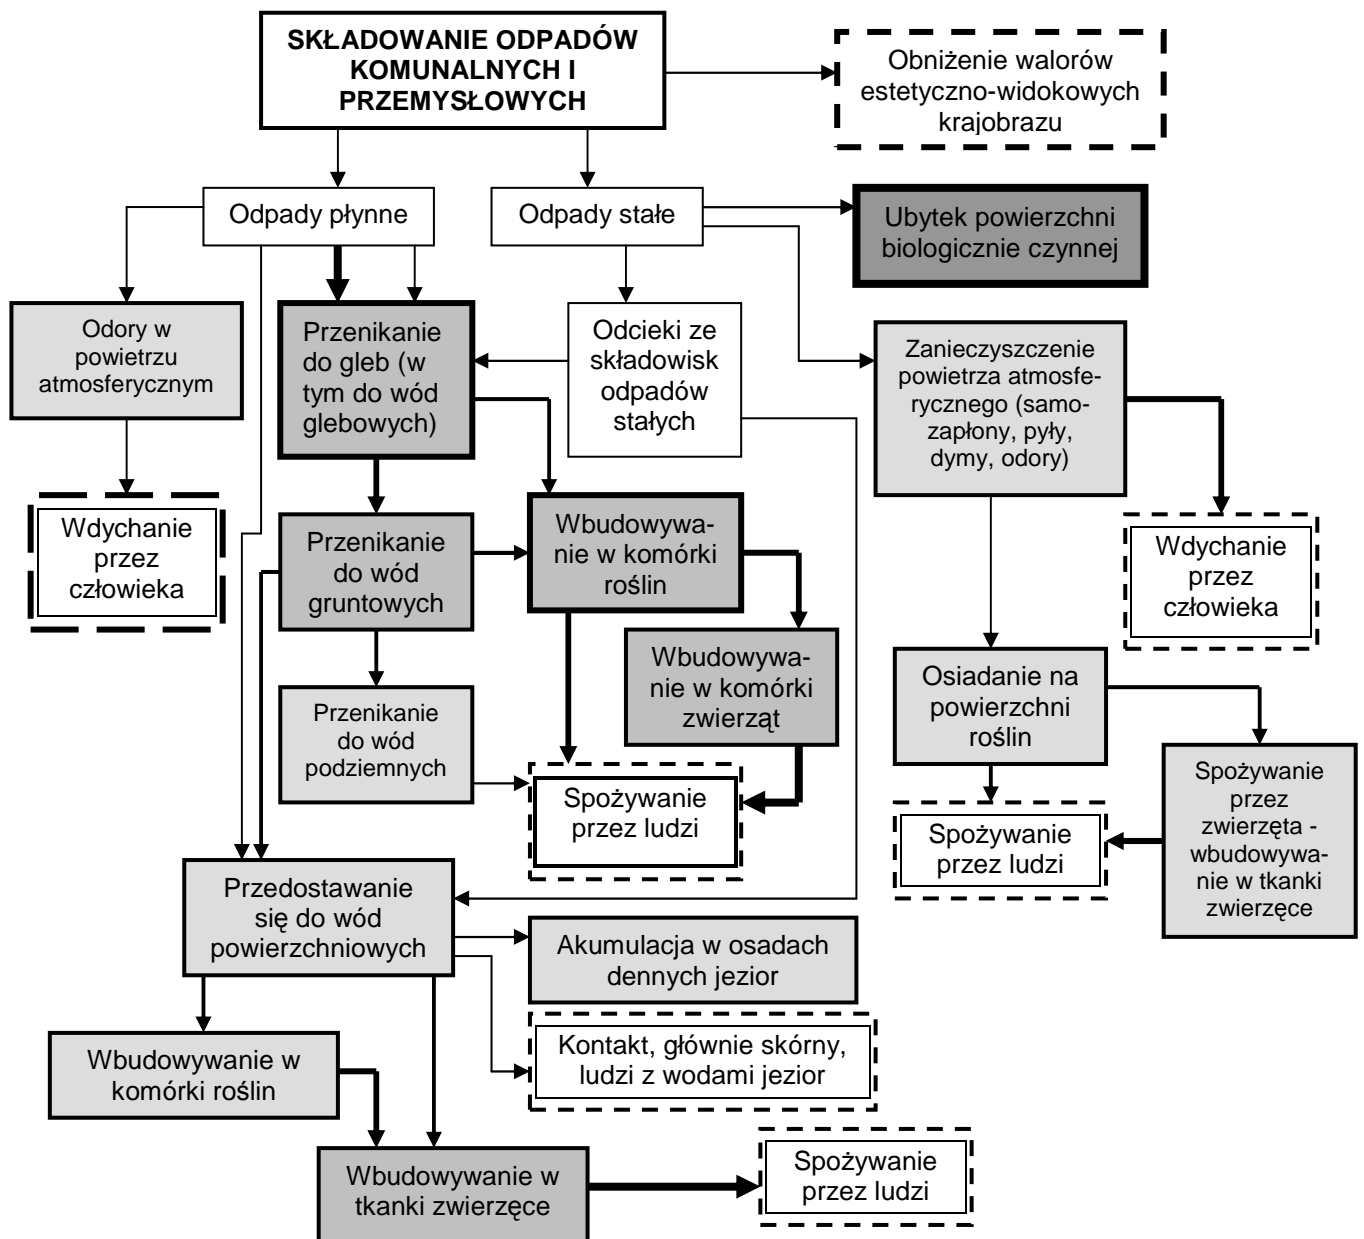 SKŁADOWANIE ODPADÓW
KOMUNALNYCH I
PRZEMYSŁOWYCH
Obniżenie walorów
estetyczno-widokowych
krajobrazu
Odpady płynne
Odpady stałe
Ubytek powierzchni
biologicznie czynnej
Odory w
powietrzu
atmosferycznym
Przenikanie
do gleb (w
tym do wód
glebowych)
Odcieki ze
składowisk
odpadów
stałych
Zanieczyszczenie
powietrza atmosfe-
rycznego (samo-
zapłony, pyły,
dymy, odory)
Wdychanie
przez
człowieka
Przenikanie
do wód
gruntowych
Wbudowywa-
nie w komórki
roślin
Wdychanie
przez
człowieka
Wbudowywa-
nie w komórki
zwierząt
Osiadanie na
powierzchni
roślin
Przenikanie
do wód
podziemnych
Spożywanie
przez ludzi
Spożywanie
przez ludzi
Spożywanie
przez
zwierzęta -
wbudowywa-
nie w tkanki
zwierzęce
Przedostawanie
się do wód
powierzchniowych
Akumulacja w osadach
dennych jezior
Kontakt, głównie skórny,
ludzi z wodami jezior
Wbudowywanie w
komórki roślin
Wbudowywanie w
tkanki zwierzęce
Spożywanie
przez ludzi